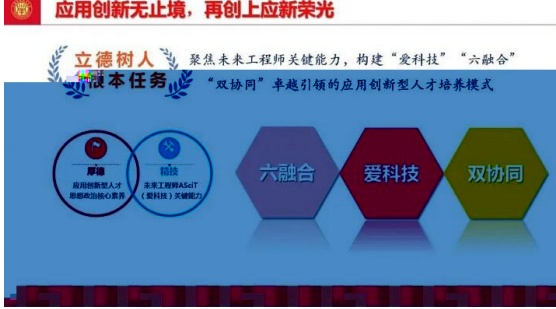 应用创新无止境，再创上应新荣光
立德树人
根本任务
聚焦未来工程师关键能力，构建“爱科技”“六融合”
“双协同”卓越引领的应用创新型人才培养模式
厚德
应用创新型人才
思想政治核心素养
精技
未来工程师ASciT
（爱科技）关键能力
六融合
爱科技
双协同